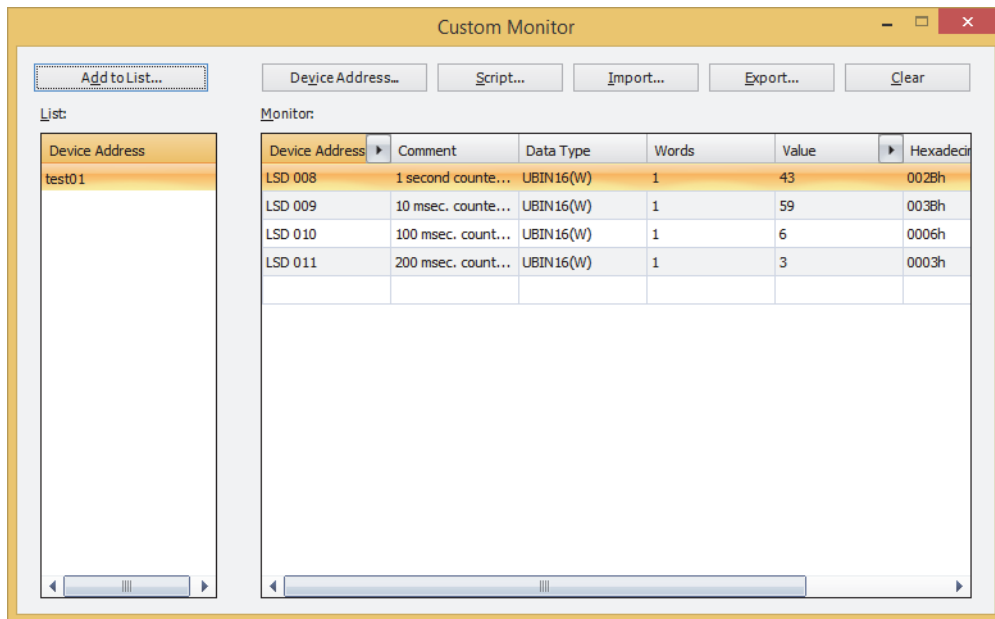 Custom Monitor
Add to List... Device Address... Script... Import... Export... Clear
List: Monitor:
Device Address Device Address Comment Data Type Words Value Hexadecin
test01 LSD 008 1 second counte... UBIN16(W) 1 43 002Bh
LSD 009 10 msec. counte... UBIN16(W) 1 59 003Bh
LSD 010 100 msec. count... UBIN16(W) 1 6 0006h
LSD 011 200 msec. count... UBIN16(W) 1 3 0003h